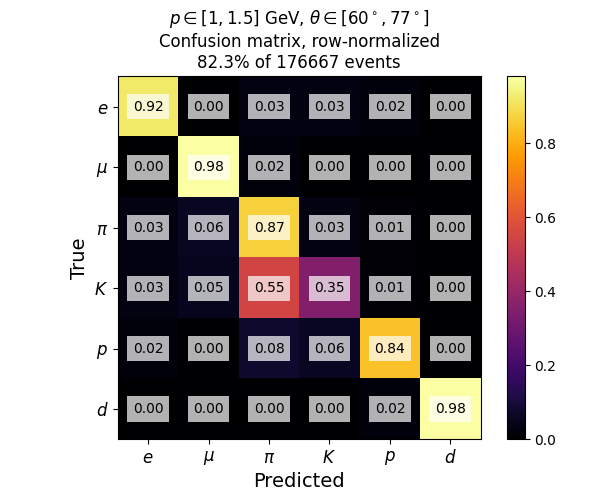 p ∈ [1, 1.5] GeV, θ ∈ [60°, 77°]
Confusion matrix, row-normalized
82.3% of 176667 events
e 0.92 0.00 0.03 0.03 0.02 0.00
μ 0.00 0.98 0.02 0.00 0.00 0.00
π 0.03 0.06 0.87 0.03 0.01 0.00
K 0.03 0.05 0.55 0.35 0.01 0.00
p 0.02 0.00 0.08 0.06 0.84 0.00
d 0.00 0.00 0.00 0.00 0.02 0.98
e μ π K p d
True
Predicted
0.8
0.6
0.4
0.2
0.0